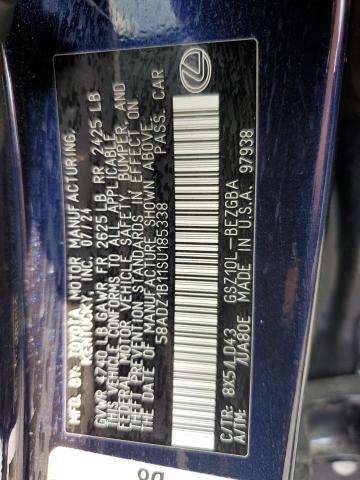 MFD. BY: TOYOTA MOTOR MANUFACTURING,
KENTUCKY, INC. 07/24
GVWR 4740 LB GAWR FR 2625 LB RR 2425 LB
THIS VEHICLE CONFORMS TO ALL APPLICABLE
FEDERAL MOTOR VEHICLE SAFETY, BUMPER, AND
THEFT PREVENTION STANDARDS IN EFFECT ON
THE DATE OF MANUFACTURE SHOWN ABOVE.
58ADZ1B11SU185338 PASS. CAR
C/TR: 8X5/LD43 GSZ10L-BEZGBA
A/TM: /UA80E MADE IN U.S.A. 97938